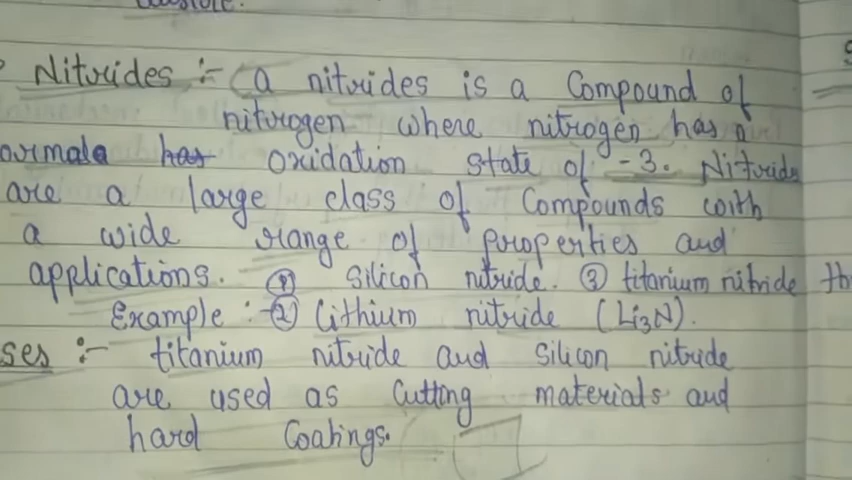 Nitrides :- (a nitrides is a Compound of
nitrogen where nitrogen has a
ormala has oxidation state of -3. Nitride
are a large class of Compounds with
a wide range of properties and
applications. ① Silicon nitride. ③ titanium nitride th
Example :- ② Lithium nitride (Li3N).
ses :- titanium nitride and silicon nitride
are used as Cutting materials and
hard Coatings.